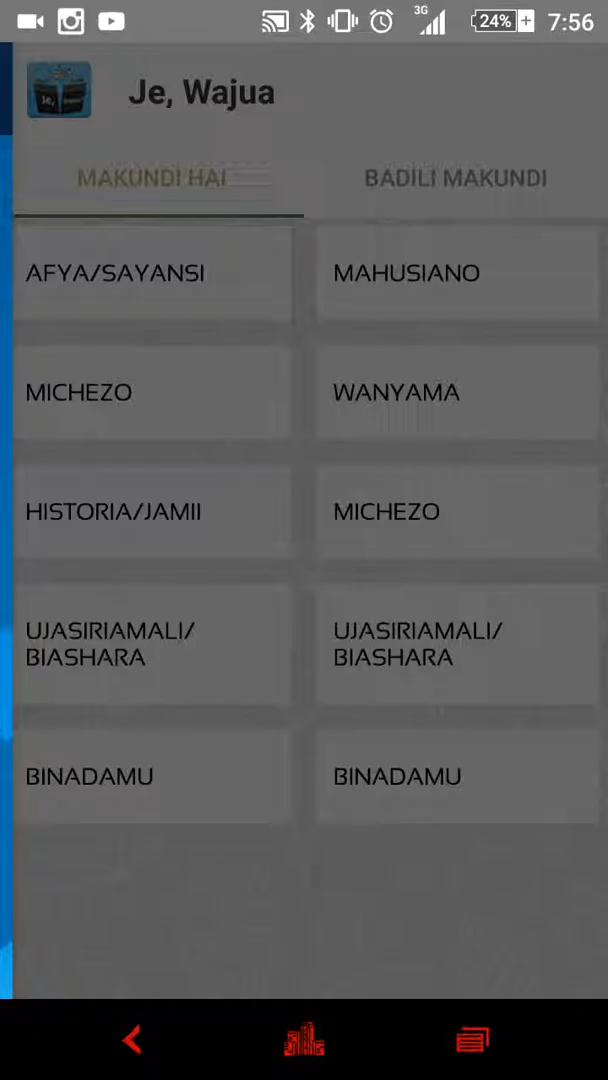 3G
24%
7:56
Je, Wajua
MAKUNDI HAI
BADILI MAKUNDI
AFYA/SAYANSI
MAHUSIANO
MICHEZO
WANYAMA
HISTORIA/JAMII
MICHEZO
UJASIRIAMALI/
BIASHARA
UJASIRIAMALI/
BIASHARA
BINADAMU
BINADAMU